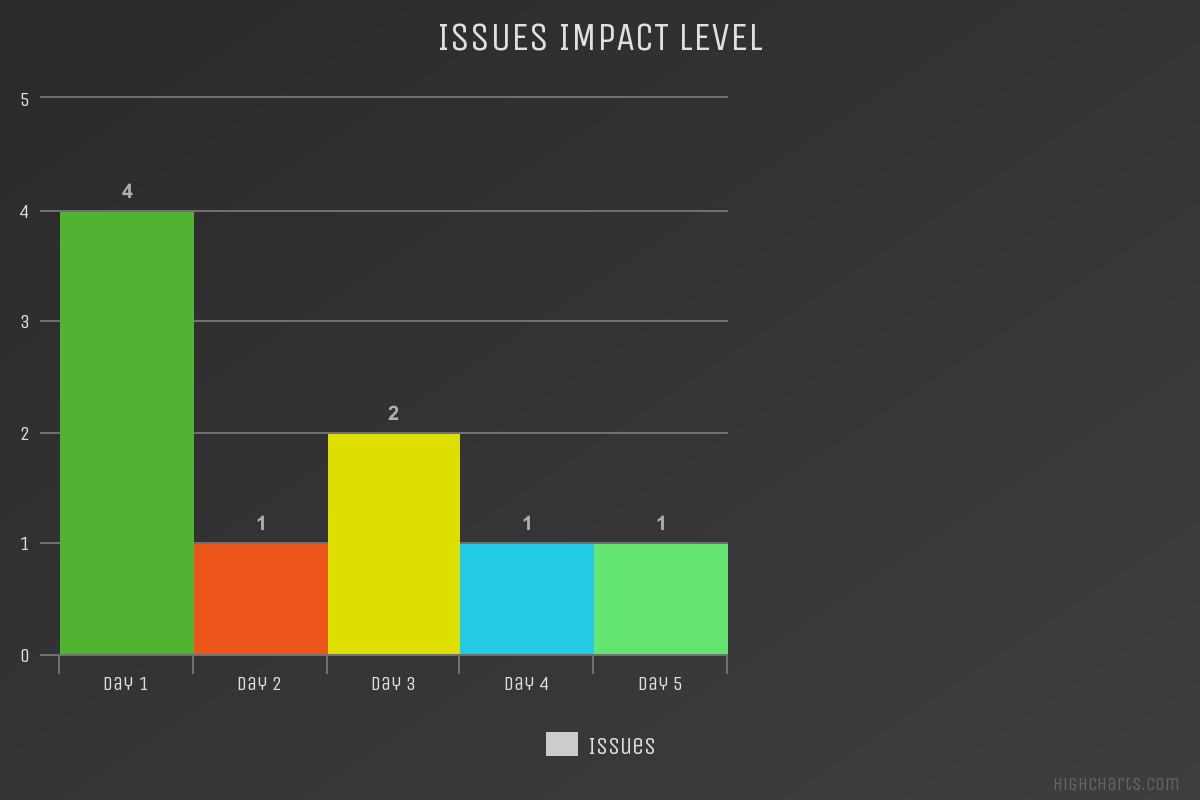 ISSUES IMPACT LEVEL
5
4
4
3
2
2
1
1
1
1
0
Day 1 Day 2 Day 3 Day 4 Day 5
Issues
Highcharts.com